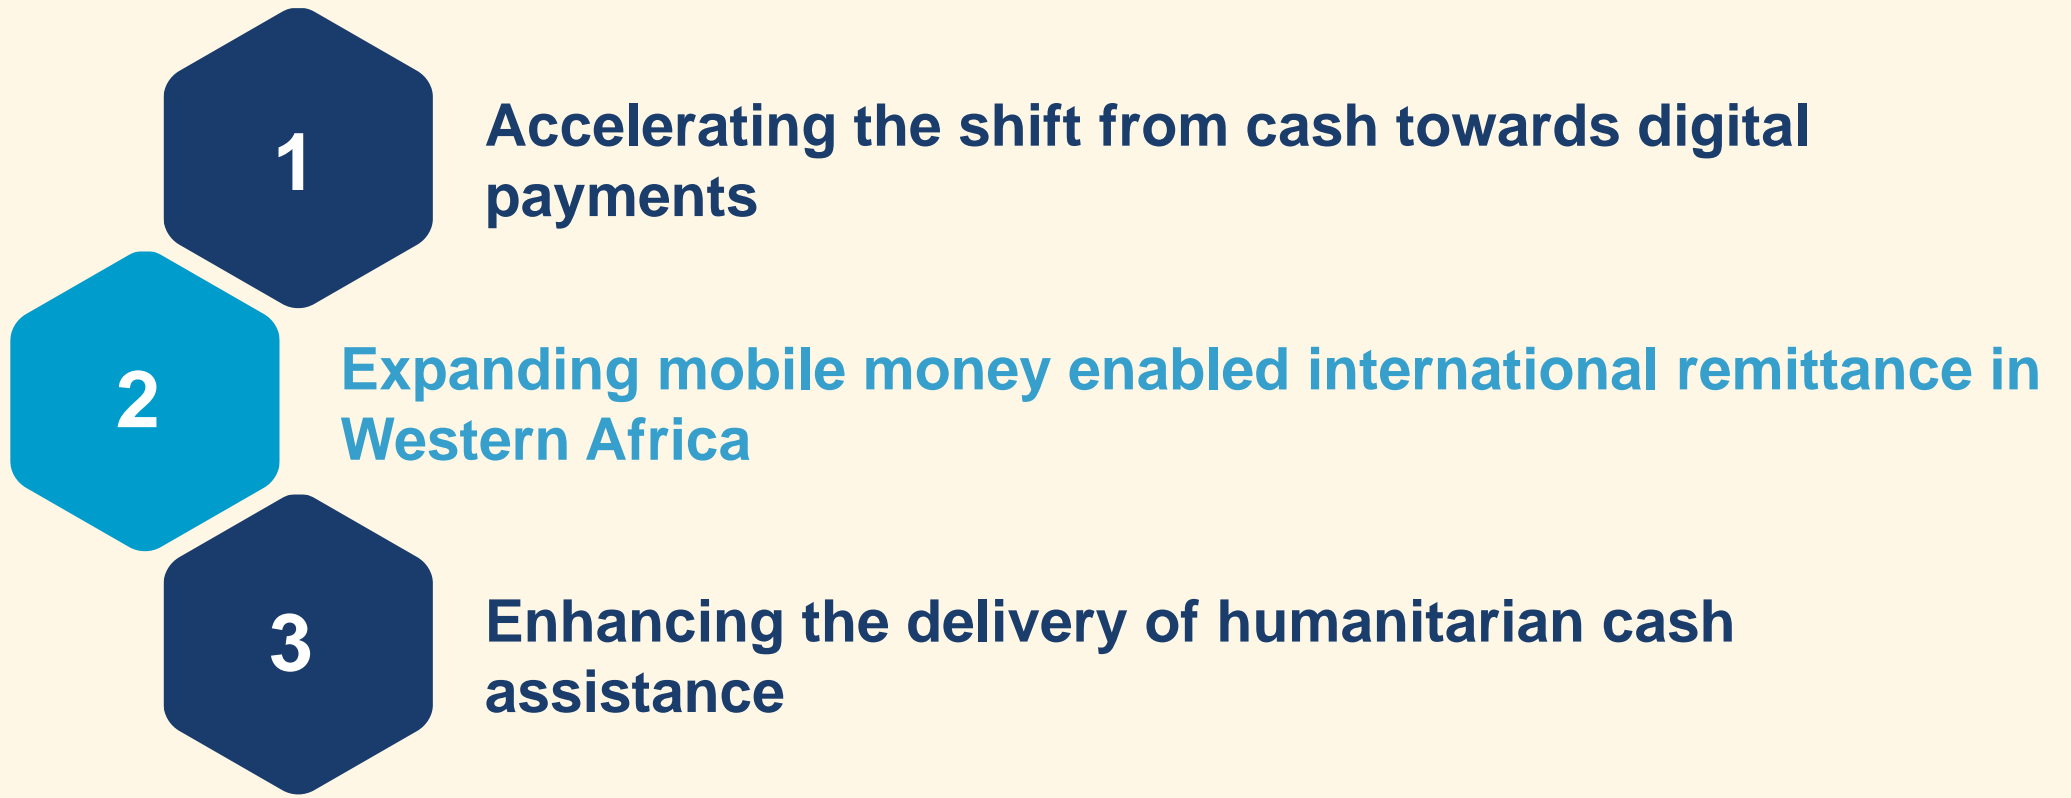 1
Accelerating the shift from cash towards digital
payments
2
Expanding mobile money enabled international remittance in
Western Africa
3
Enhancing the delivery of humanitarian cash
assistance